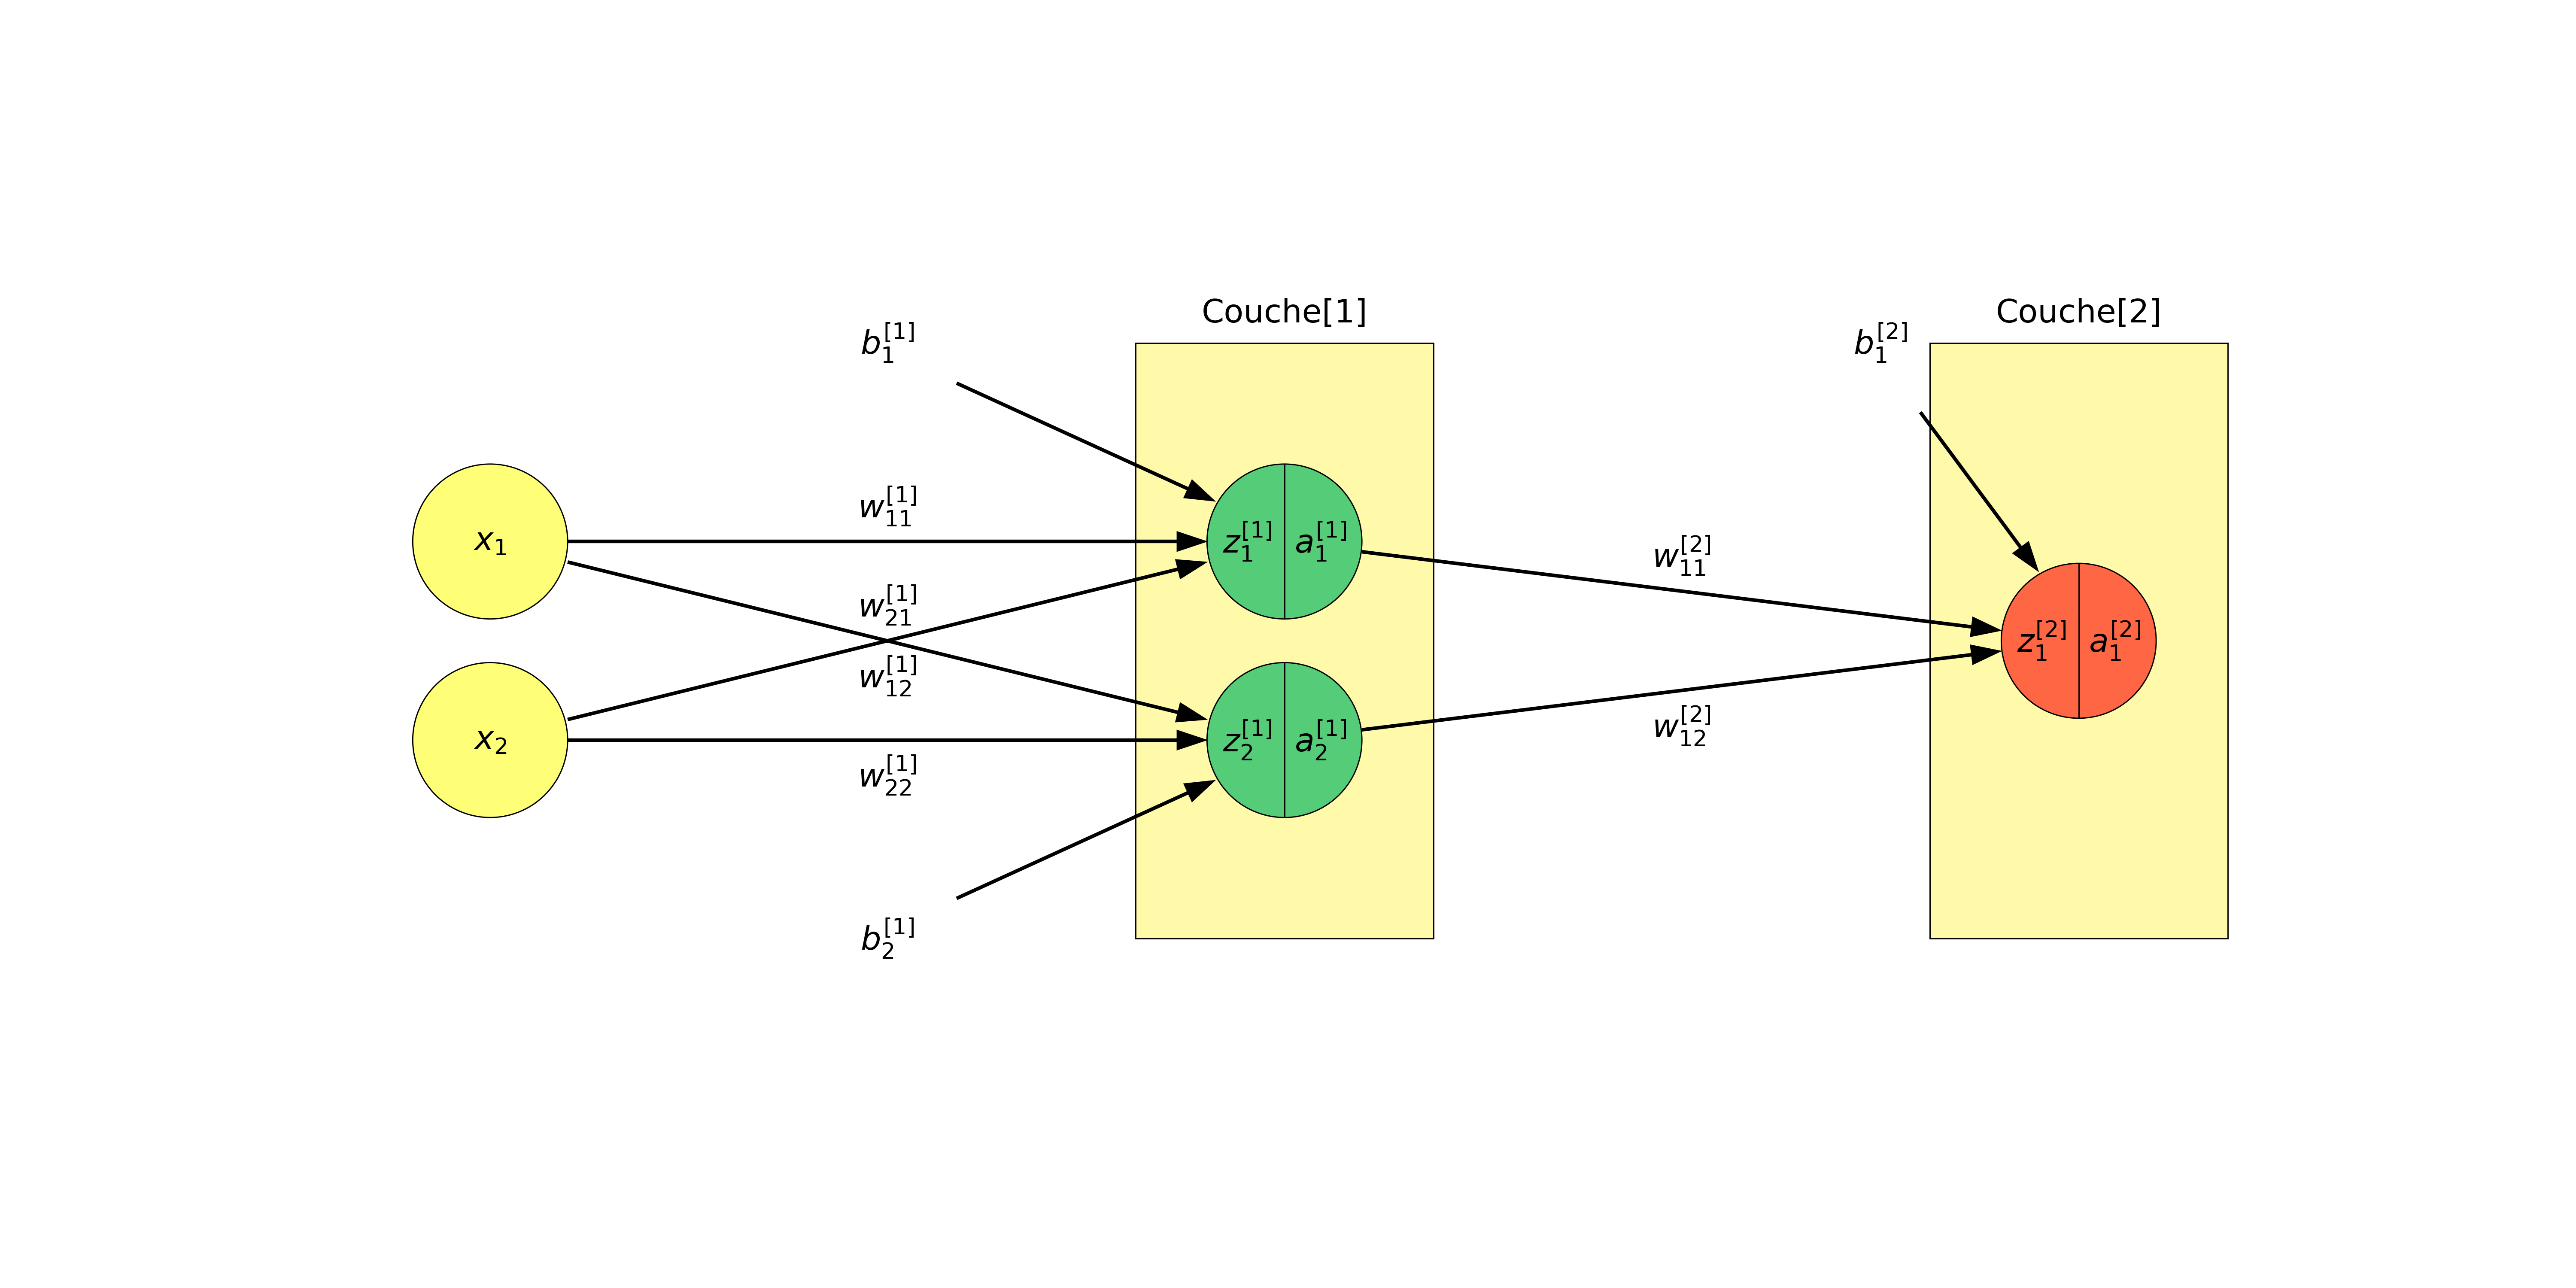 Couche[1]
Couche[2]
b_1^{[1]}
b_1^{[2]}
w_{11}^{[1]}
x_1
z_1^{[1]} a_1^{[1]}
w_{11}^{[2]}
w_{21}^{[1]}
z_1^{[2]} a_1^{[2]}
w_{12}^{[1]}
w_{12}^{[2]}
x_2
z_2^{[1]} a_2^{[1]}
w_{22}^{[1]}
b_2^{[1]}